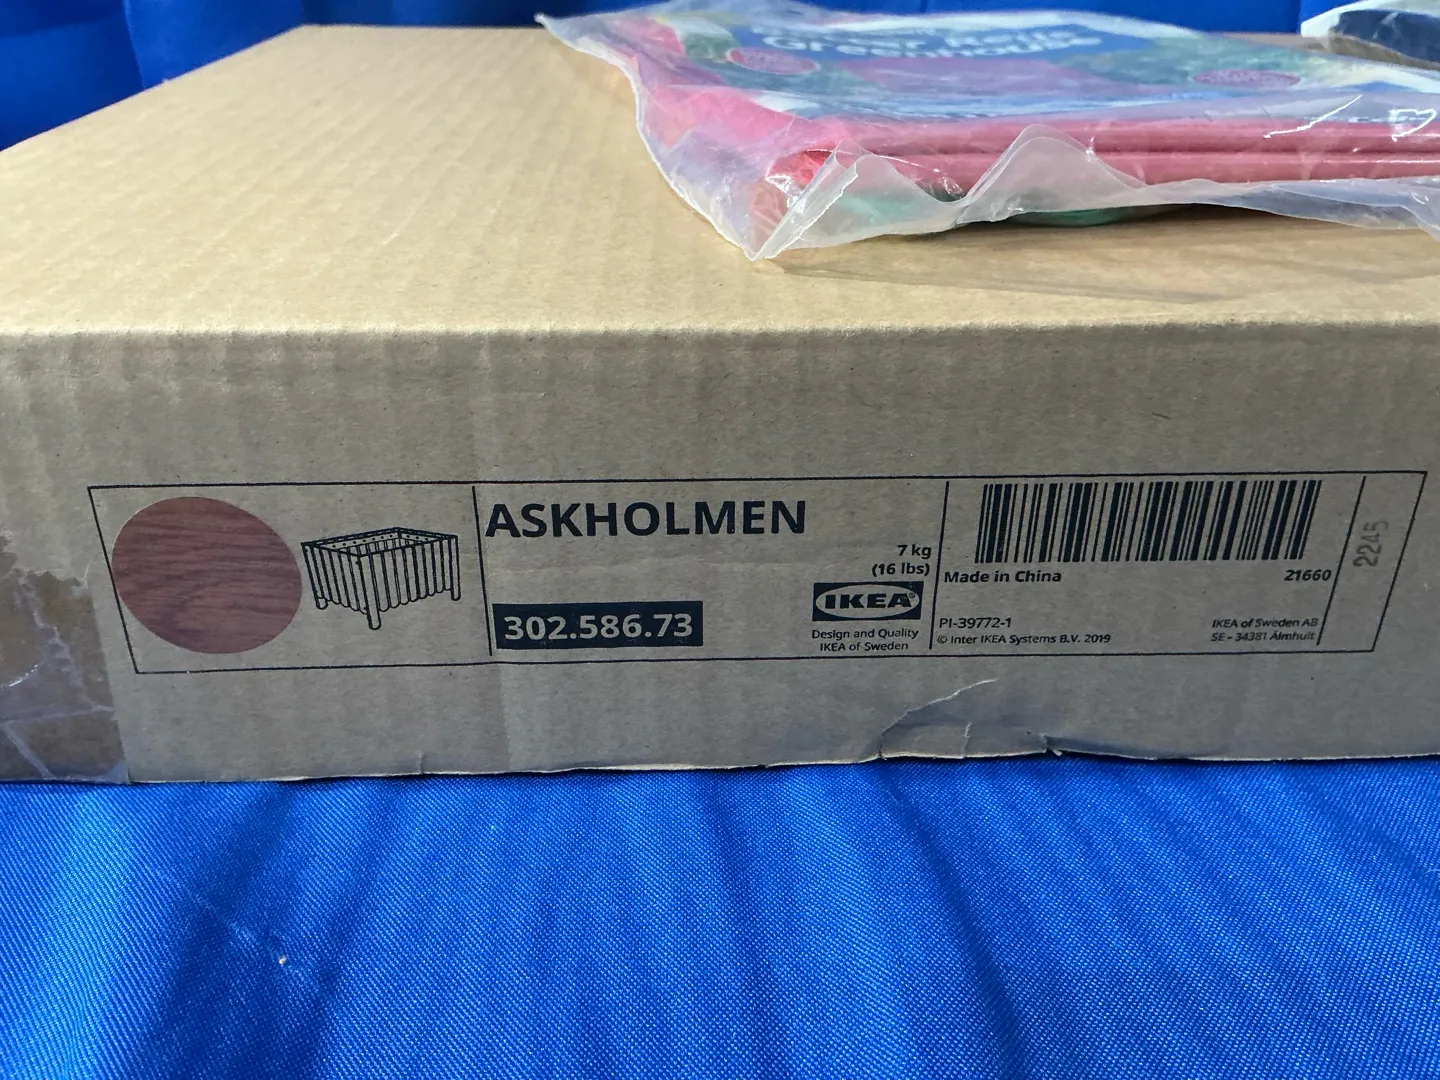 Greenhouse
ASKHOLMEN
302.586.73
7 kg
(16 lbs)
IKEA®
Design and Quality
IKEA of Sweden
Made in China
21660
PI-39772-1
© Inter IKEA Systems B.V. 2019
IKEA of Sweden AB
SE - 34381 Älmhult
2245